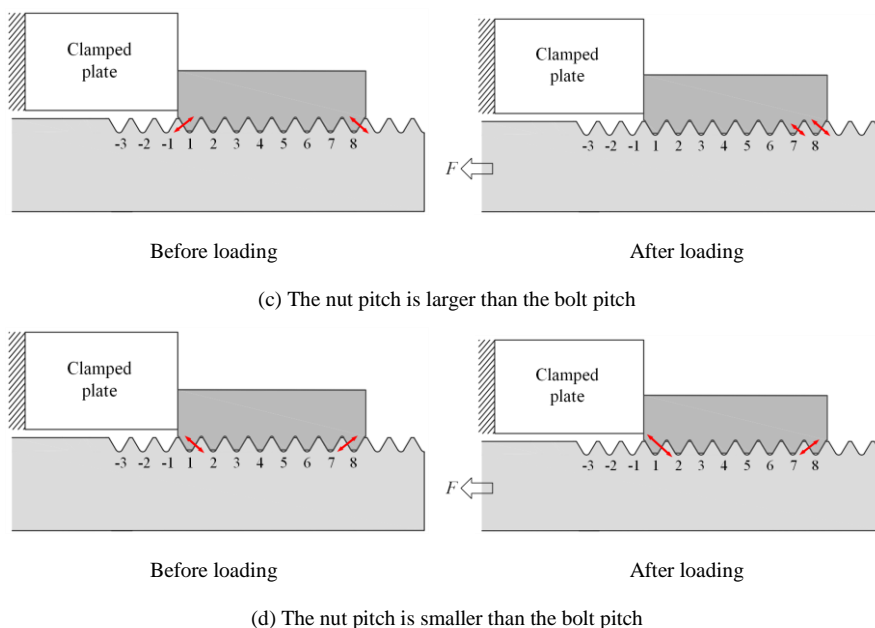 Clamped plate
Clamped plate
-3 -2 -1 1 2 3 4 5 6 7 8
-3 -2 -1 1 2 3 4 5 6 7 8
F
Before loading
After loading
(c) The nut pitch is larger than the bolt pitch
Clamped plate
Clamped plate
-3 -2 -1 1 2 3 4 5 6 7 8
-3 -2 -1 1 2 3 4 5 6 7 8
F
Before loading
After loading
(d) The nut pitch is smaller than the bolt pitch